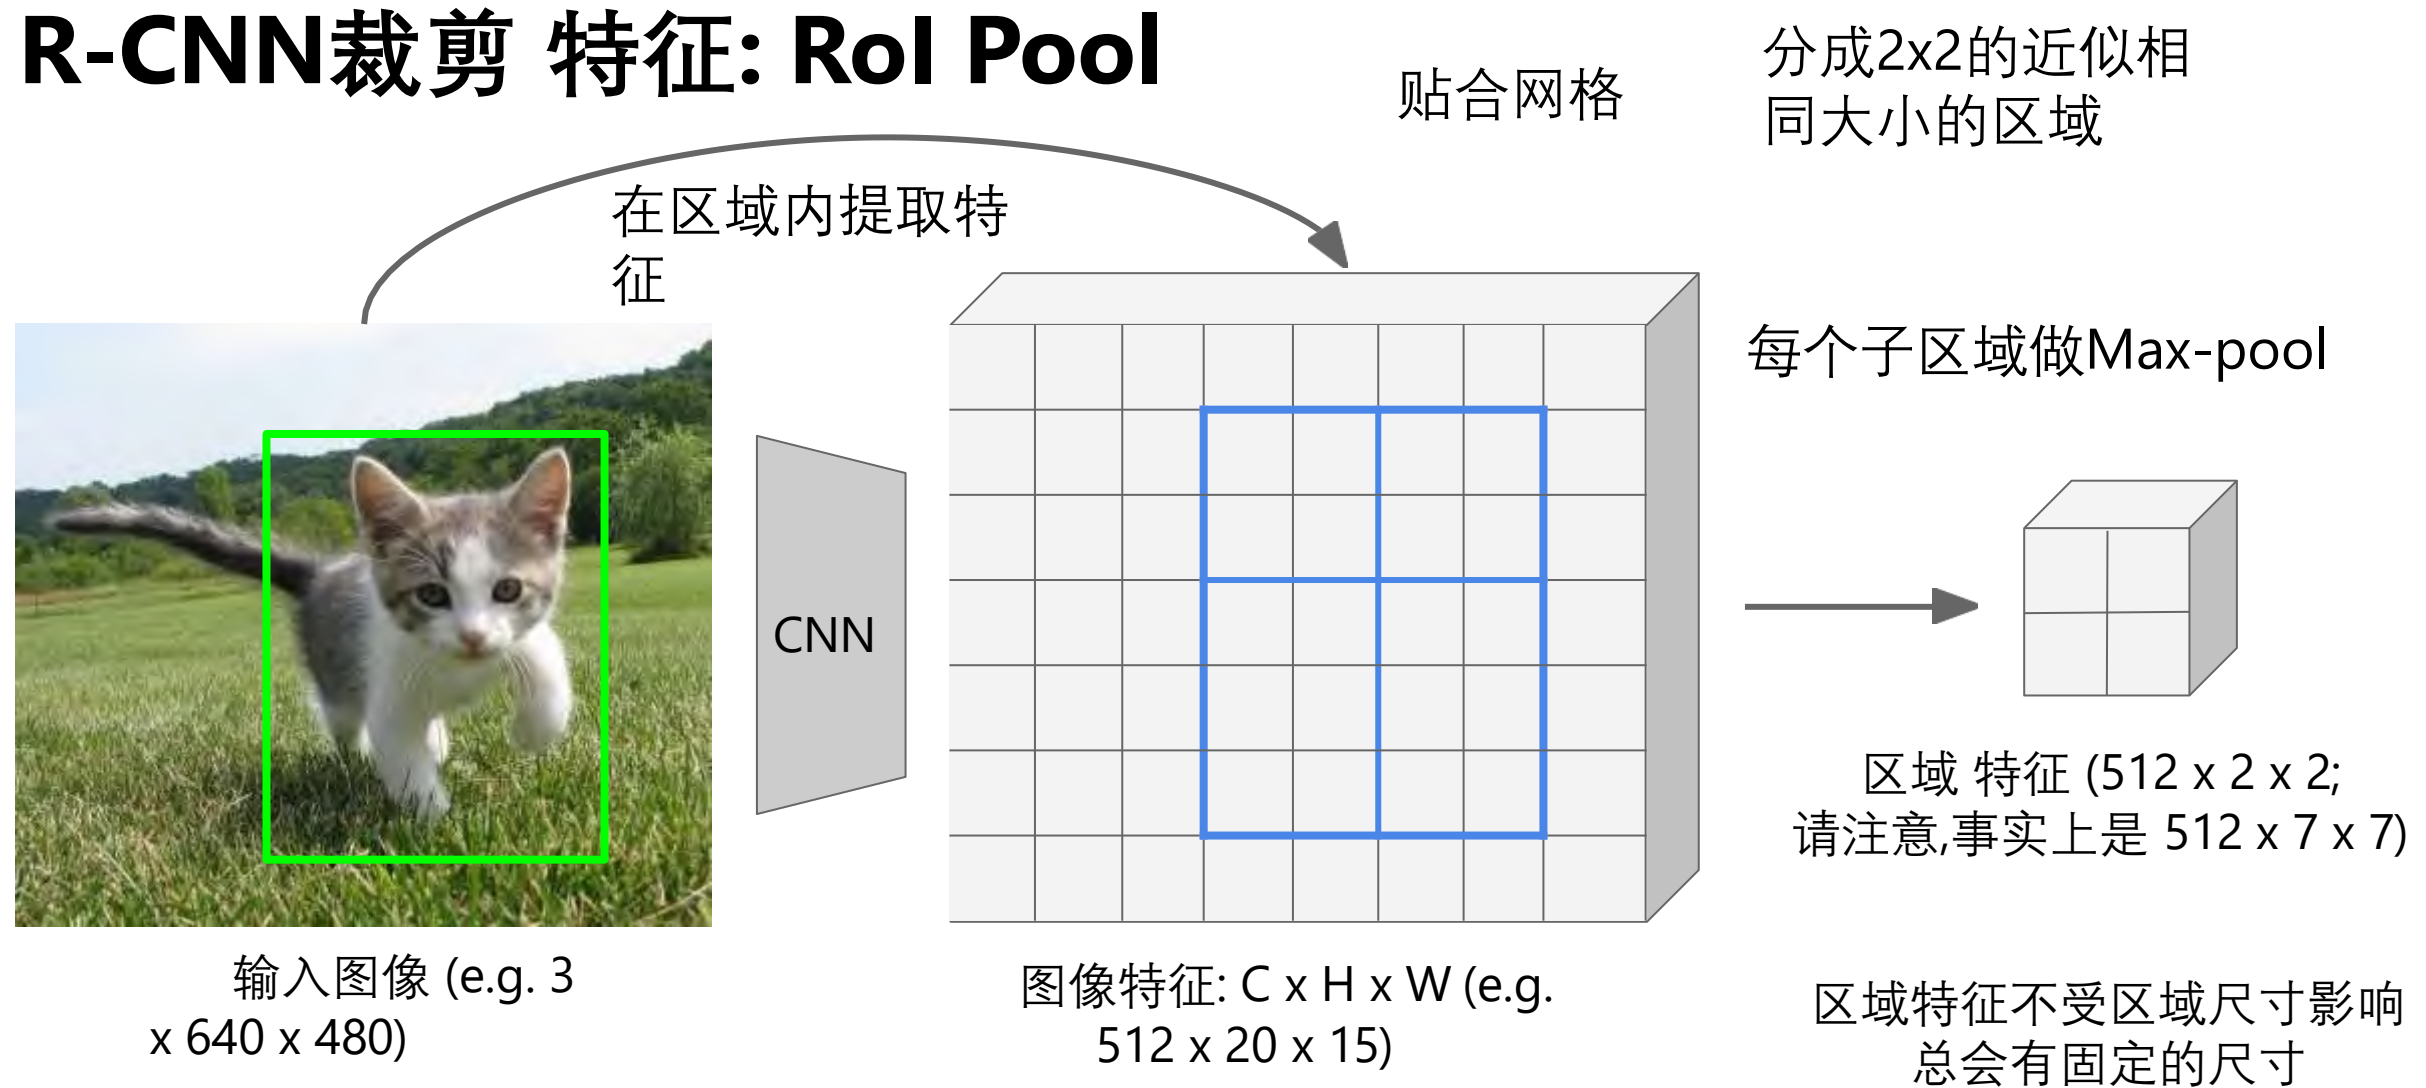 R-CNN裁剪 特征: RoI Pool
贴合网格
分成2x2的近似相
同大小的区域
在区域内提取特
征
每个子区域做Max-pool
CNN
区域 特征 (512 x 2 x 2;
请注意,事实上是 512 x 7 x 7)
输入图像 (e.g. 3
x 640 x 480)
图像特征: C x H x W (e.g.
512 x 20 x 15)
区域特征不受区域尺寸影响
总会有固定的尺寸